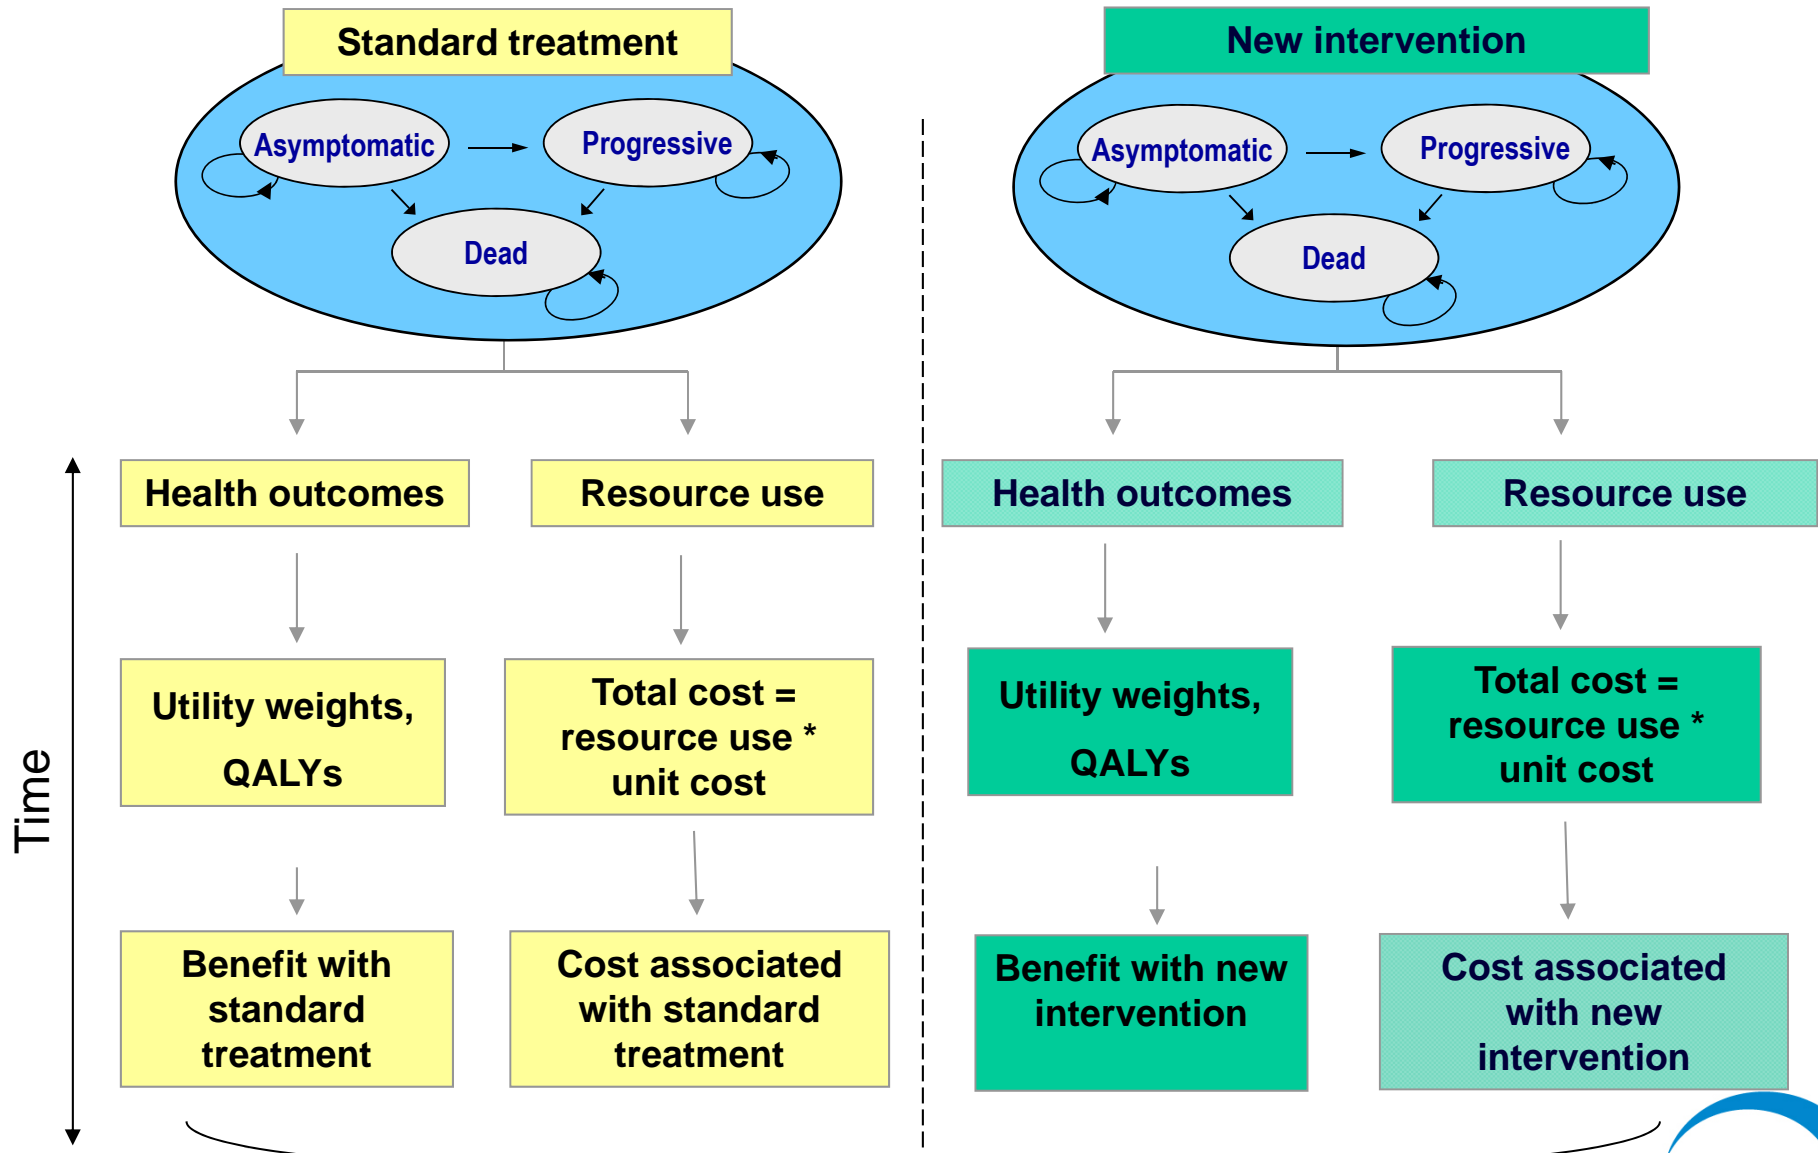 Standard treatment
Asymptomatic
Progressive
Dead
New intervention
Asymptomatic
Progressive
Dead
Time
Health outcomes
Resource use
Utility weights,
QALYs
Total cost =
resource use *
unit cost
Benefit with
standard
treatment
Cost associated
with standard
treatment
Health outcomes
Resource use
Utility weights,
QALYs
Total cost =
resource use *
unit cost
Benefit with new
intervention
Cost associated
with new
intervention